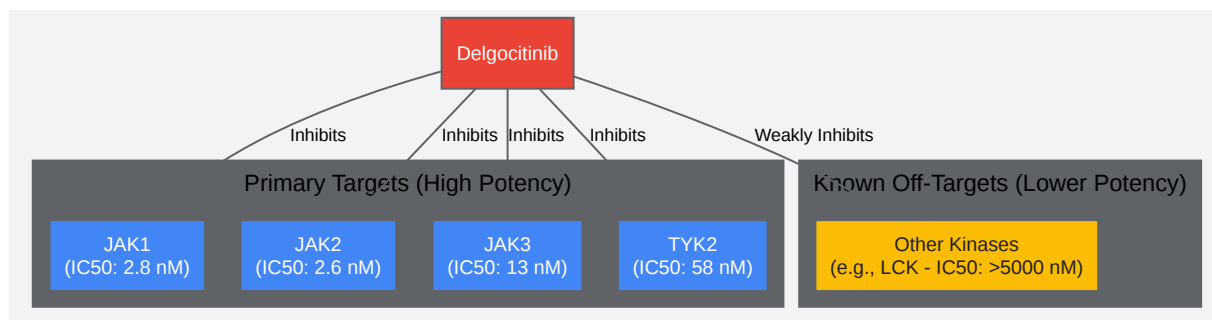 Delgocitinib
Inhibits
Inhibits
Inhibits
Inhibits
Weakly Inhibits
Primary Targets (High Potency)
Known Off-Targets (Lower Potency)
JAK1
(IC50: 2.8 nM)
JAK2
(IC50: 2.6 nM)
JAK3
(IC50: 13 nM)
TYK2
(IC50: 58 nM)
Other Kinases
(e.g., LCK - IC50: >5000 nM)